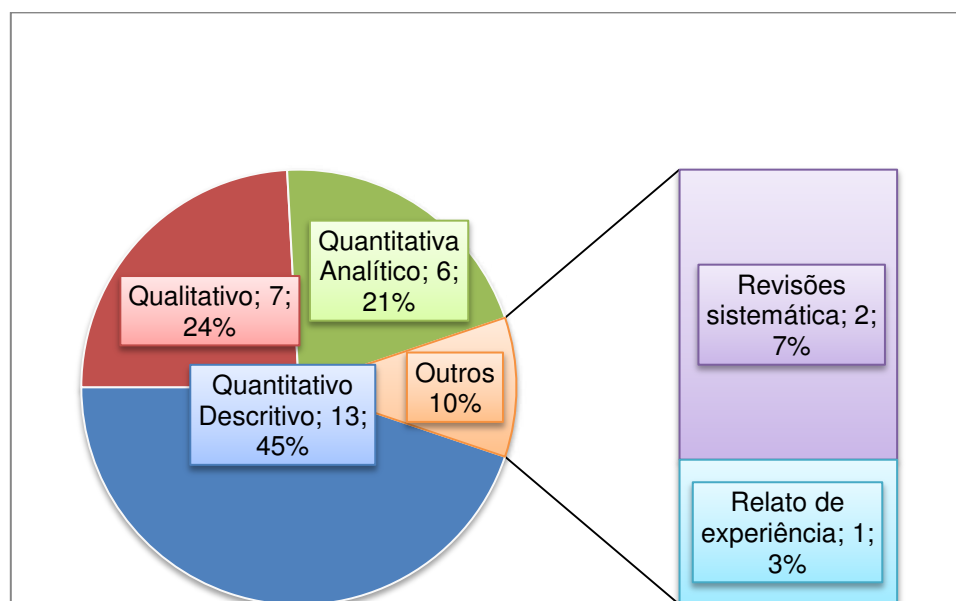 Quantitativa
Analítico; 6;
21%
Qualitativo; 7;
24%
Quantitativo
Descritivo; 13;
45%
Outros
10%
Revisões
sistemática; 2;
7%
Relato de
experiência; 1;
3%